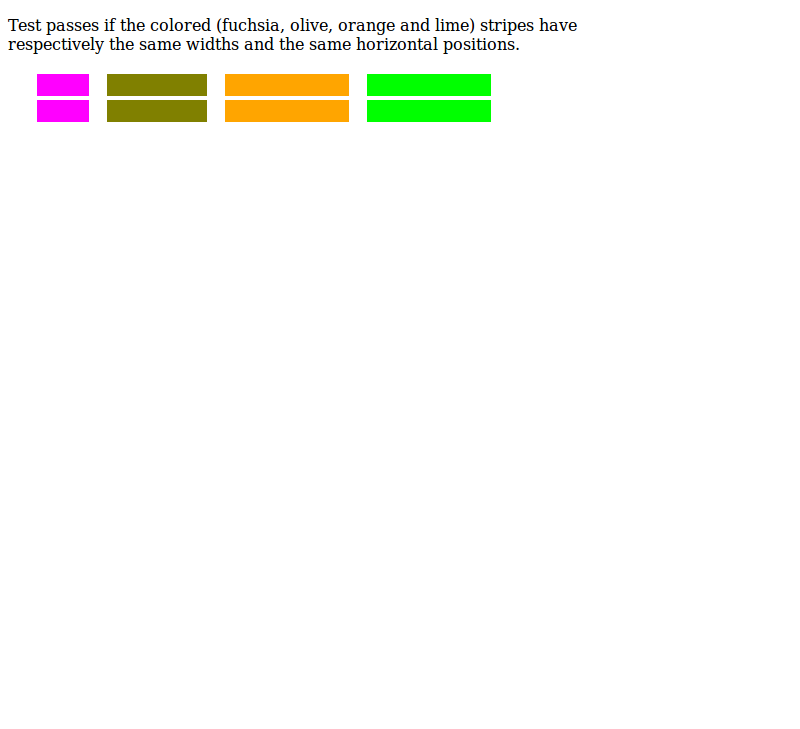 Test passes if the colored (fuchsia, olive, orange and lime) stripes have
respectively the same widths and the same horizontal positions.